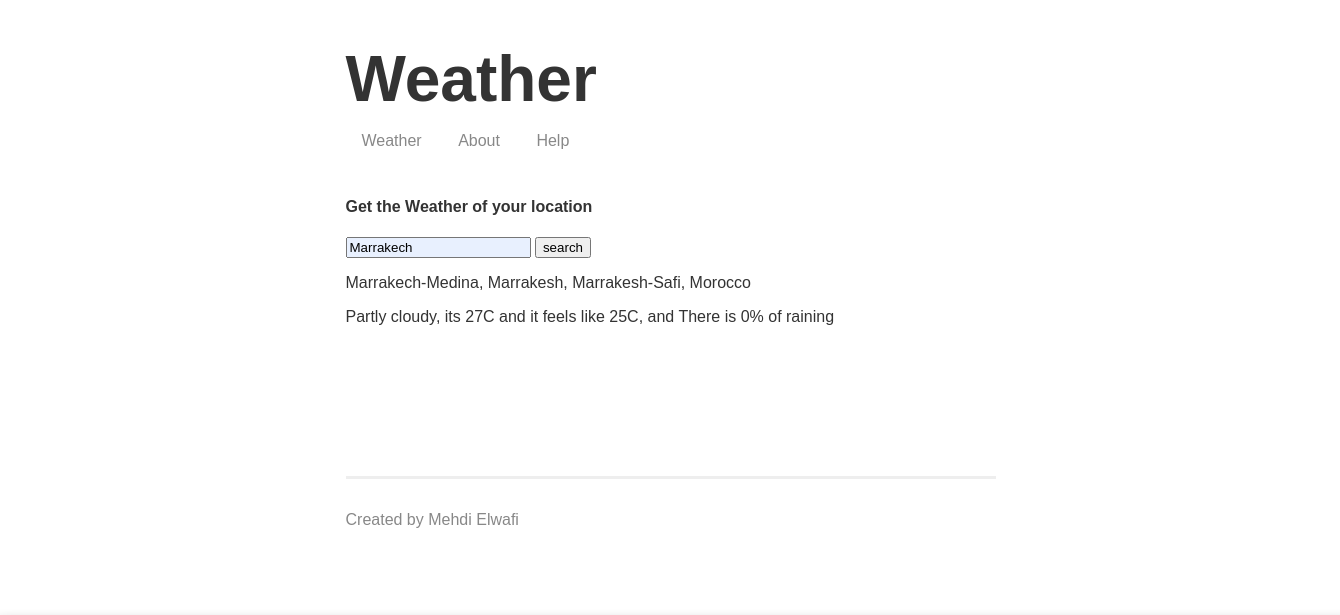 Weather
Weather About Help
Get the Weather of your location
Marrakech search
Marrakech-Medina, Marrakesh, Marrakesh-Safi, Morocco
Partly cloudy, its 27C and it feels like 25C, and There is 0% of raining
Created by Mehdi Elwafi